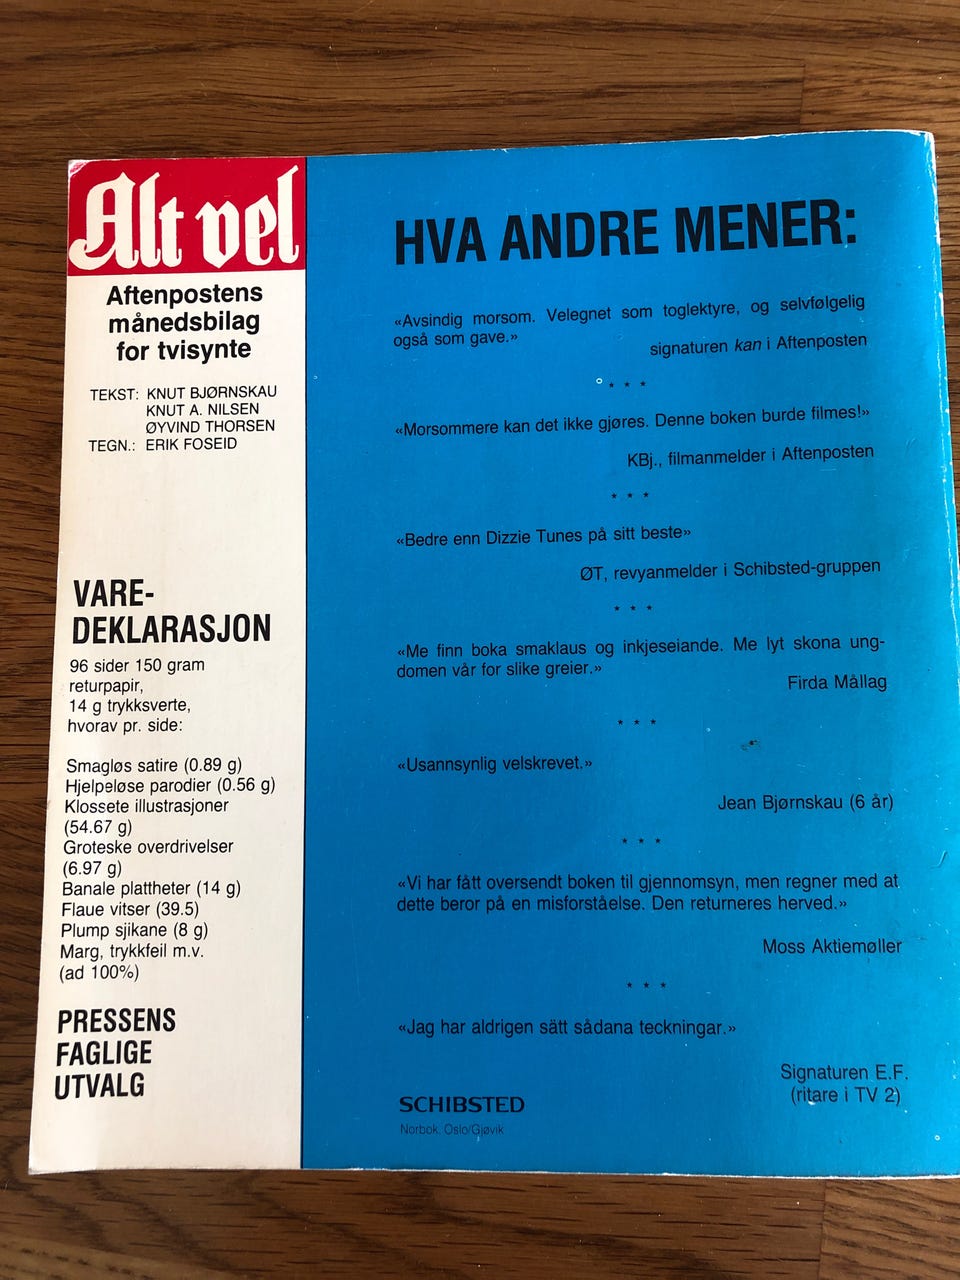 Alt vel
Aftenpostens
månedsbilag
for tvisynte
TEKST: KNUT BJØRNSKAU
KNUT A. NILSEN
ØYVIND THORSEN
TEGN.: ERIK FOSEID
VARE-
DEKLARASJON
96 sider 150 gram
returpapir,
14 g trykksverte,
hvorav pr. side:
Smagløs satire (0.89 g)
Hjelpeløse parodier (0.56 g)
Klossete illustrasjoner
(54.67 g)
Groteske overdrivelser
(6.97 g)
Banale plattheter (14 g)
Flaue vitser (39.5)
Plump sjikane (8 g)
Marg, trykkfeil m.v.
(ad 100%)
PRESSENS
FAGLIGE
UTVALG
HVA ANDRE MENER:
«Avsindig morsom. Velegnet som toglektyre, og selvfølgelig
også som gave.»
signaturen kan i Aftenposten
* * *
«Morsommere kan det ikke gjøres. Denne boken burde filmes!»
KBj., filmanmelder i Aftenposten
* * *
«Bedre enn Dizzie Tunes på sitt beste»
ØT, revyanmelder i Schibsted-gruppen
* * *
«Me finn boka smaklaus og inkjeseiande. Me lyt skona ung-
domen vår for slike greier.»
Firda Mållag
* * *
«Usannsynlig velskrevet.»
Jean Bjørnskau (6 år)
* * *
«Vi har fått oversendt boken til gjennomsyn, men regner med at
dette beror på en misforståelse. Den returneres herved.»
Moss Aktiemøller
* * *
«Jag har aldrigen sätt sådana teckningar.»
Signaturen E.F.
(ritare i TV 2)
SCHIBSTED
Norbok. Oslo/Gjøvik